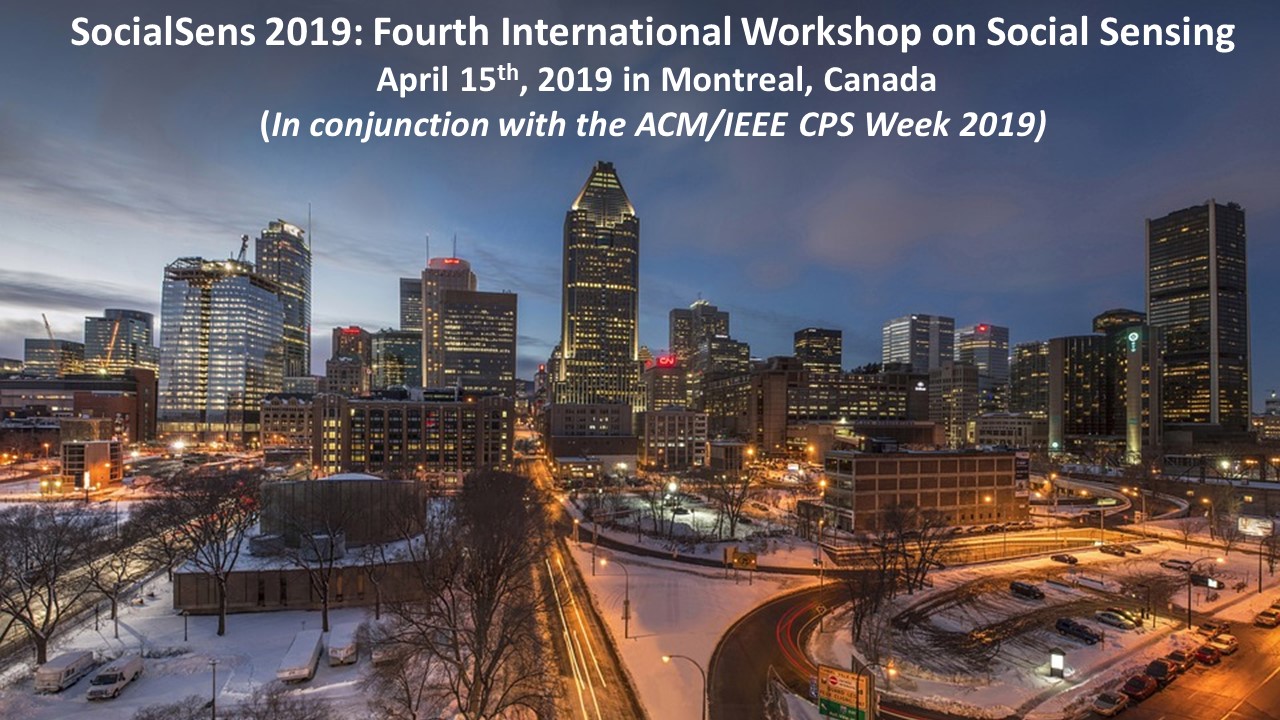 SocialSens 2019: Fourth International Workshop on Social Sensing
April 15th, 2019 in Montreal, Canada
(In conjunction with the ACM/IEEE CPS Week 2019)
CN